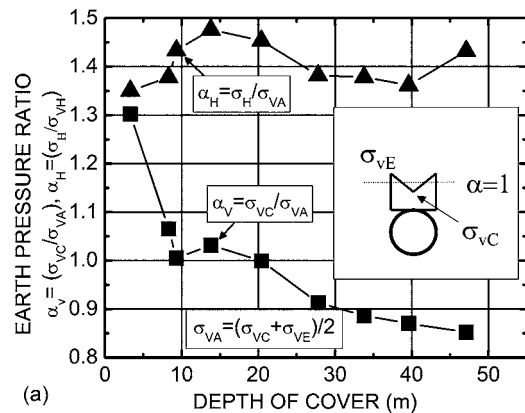 EARTH PRESSURE RATIO
αv = (σVC/σVA), αH =(σH/σVH)
1.5
1.4
1.3
1.2
1.1
1.0
0.9
0.8
αH=σH/σVA
αV=σVC/σVA
σVA=(σVC+σVE)/2
σvE
α=1
σvC
0 10 20 30 40 50
(a)
DEPTH OF COVER (m)